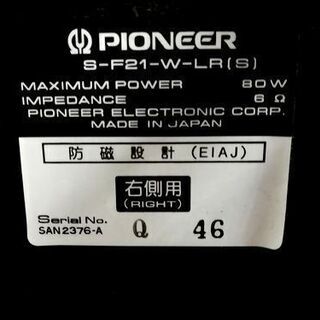 PIONEER
S-F21-W-LR(S)
MAXIMUM POWER 80W
IMPEDANCE 6Ω
PIONEER ELECTRONIC CORP.
MADE IN JAPAN
防磁設計(EIAJ)
右側用
(RIGHT)
Serial No.
SAN2376-A Q 46